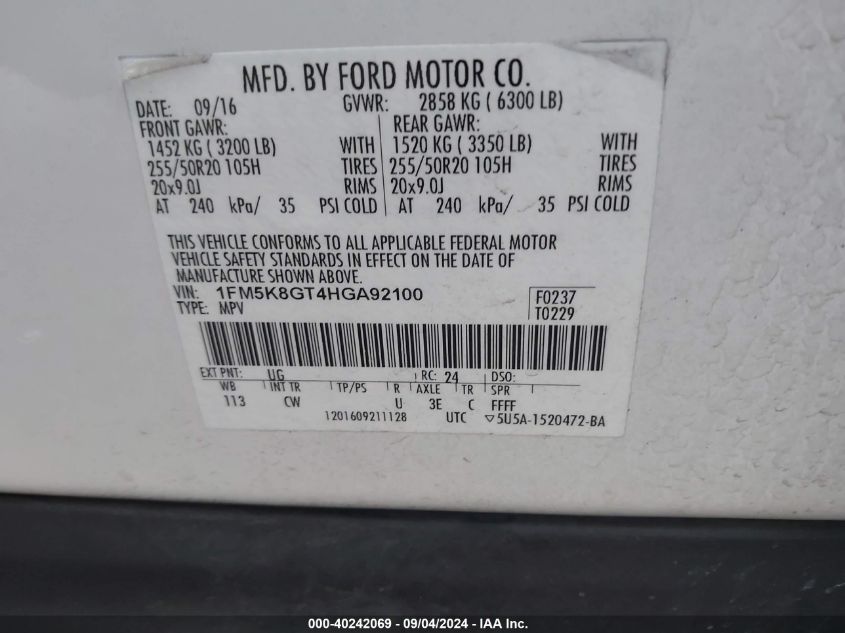 MFD. BY FORD MOTOR CO.
DATE: 09/16 GVWR: 2858 KG ( 6300 LB)
FRONT GAWR: REAR GAWR:
1452 KG ( 3200 LB) WITH 1520 KG ( 3350 LB) WITH
255/50R20 105H TIRES 255/50R20 105H TIRES
20x9.0J RIMS 20x9.0J RIMS
AT 240 kPa/ 35 PSI COLD AT 240 kPa/ 35 PSI COLD
THIS VEHICLE CONFORMS TO ALL APPLICABLE FEDERAL MOTOR
VEHICLE SAFETY STANDARDS IN EFFECT ON THE DATE OF
MANUFACTURE SHOWN ABOVE.
VIN: 1FM5K8GT4HGA92100 F0237
TYPE: MPV T0229
EXT PNT: UG RC: 24 DSO:
WB INT TR TP/PS R AXLE TR SPR
113 CW U 3E C FFFF
1201609211128 UTC ▽5U5A-1520472-BA
000-40242069 - 09/04/2024 - IAA Inc.